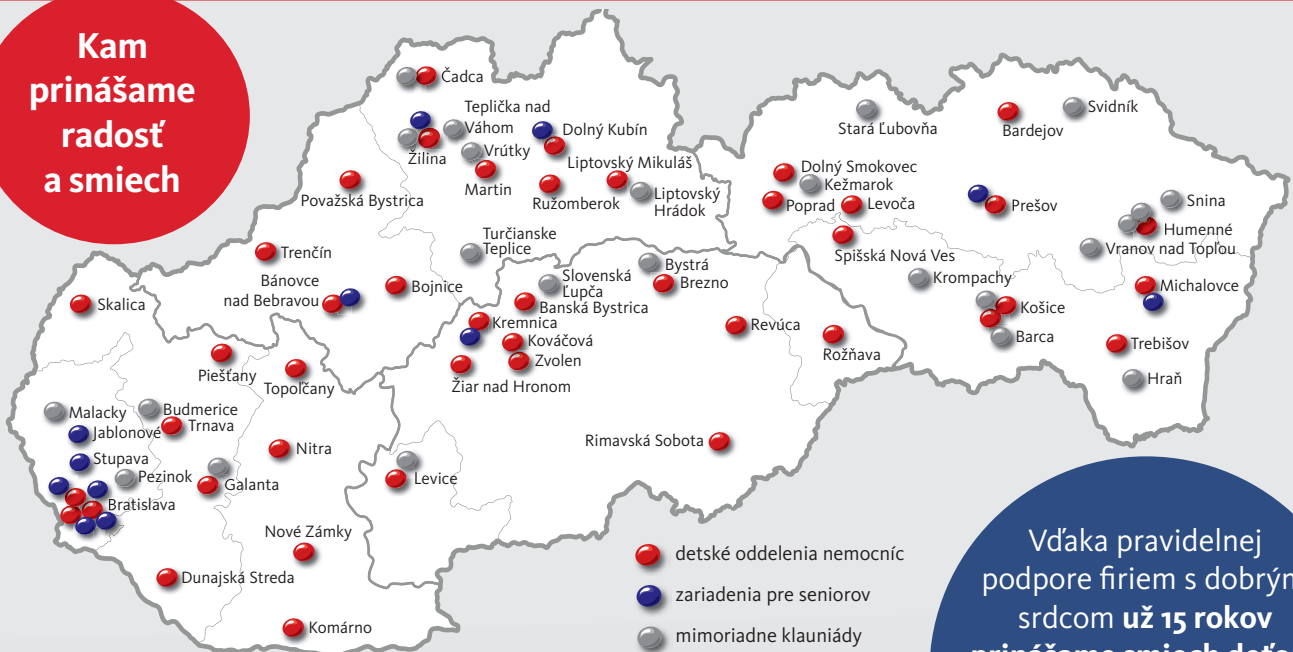 Kam
prinášame
radosť
a smiech
Čadca
Teplička nad
Váhom
Žilina
Vrútky
Martin
Dolný Kubín
Liptovský Mikuláš
Ružomberok
Liptovský
Hrádok
Považská Bystrica
Turčianske
Teplice
Trenčín
Bánovce
nad Bebravou
Bojnice
Skalica
Stará Ľubovňa
Bardejov
Svidník
Dolný Smokovec
Kežmarok
Poprad
Levoča
Prešov
Snina
Humenné
Vranov nad Topľou
Spišská Nová Ves
Krompachy
Michalovce
Košice
Barca
Trebišov
Hraň
Slovenská
Ľupča
Bystrá
Brezno
Banská Bystrica
Kremnica
Kováčová
Zvolen
Žiar nad Hronom
Revúca
Rožňava
Rimavská Sobota
Piešťany
Topoľčany
Malacky
Budmerice
Trnava
Jablonové
Stupava
Pezinok
Bratislava
Galanta
Nitra
Levice
Nové Zámky
Dunajská Streda
Komárno
detské oddelenia nemocníc
zariadenia pre seniorov
mimoriadne klauniády
Vďaka pravidelnej
podpore firiem s dobrým
srdcom už 15 rokov
prinášame smiech